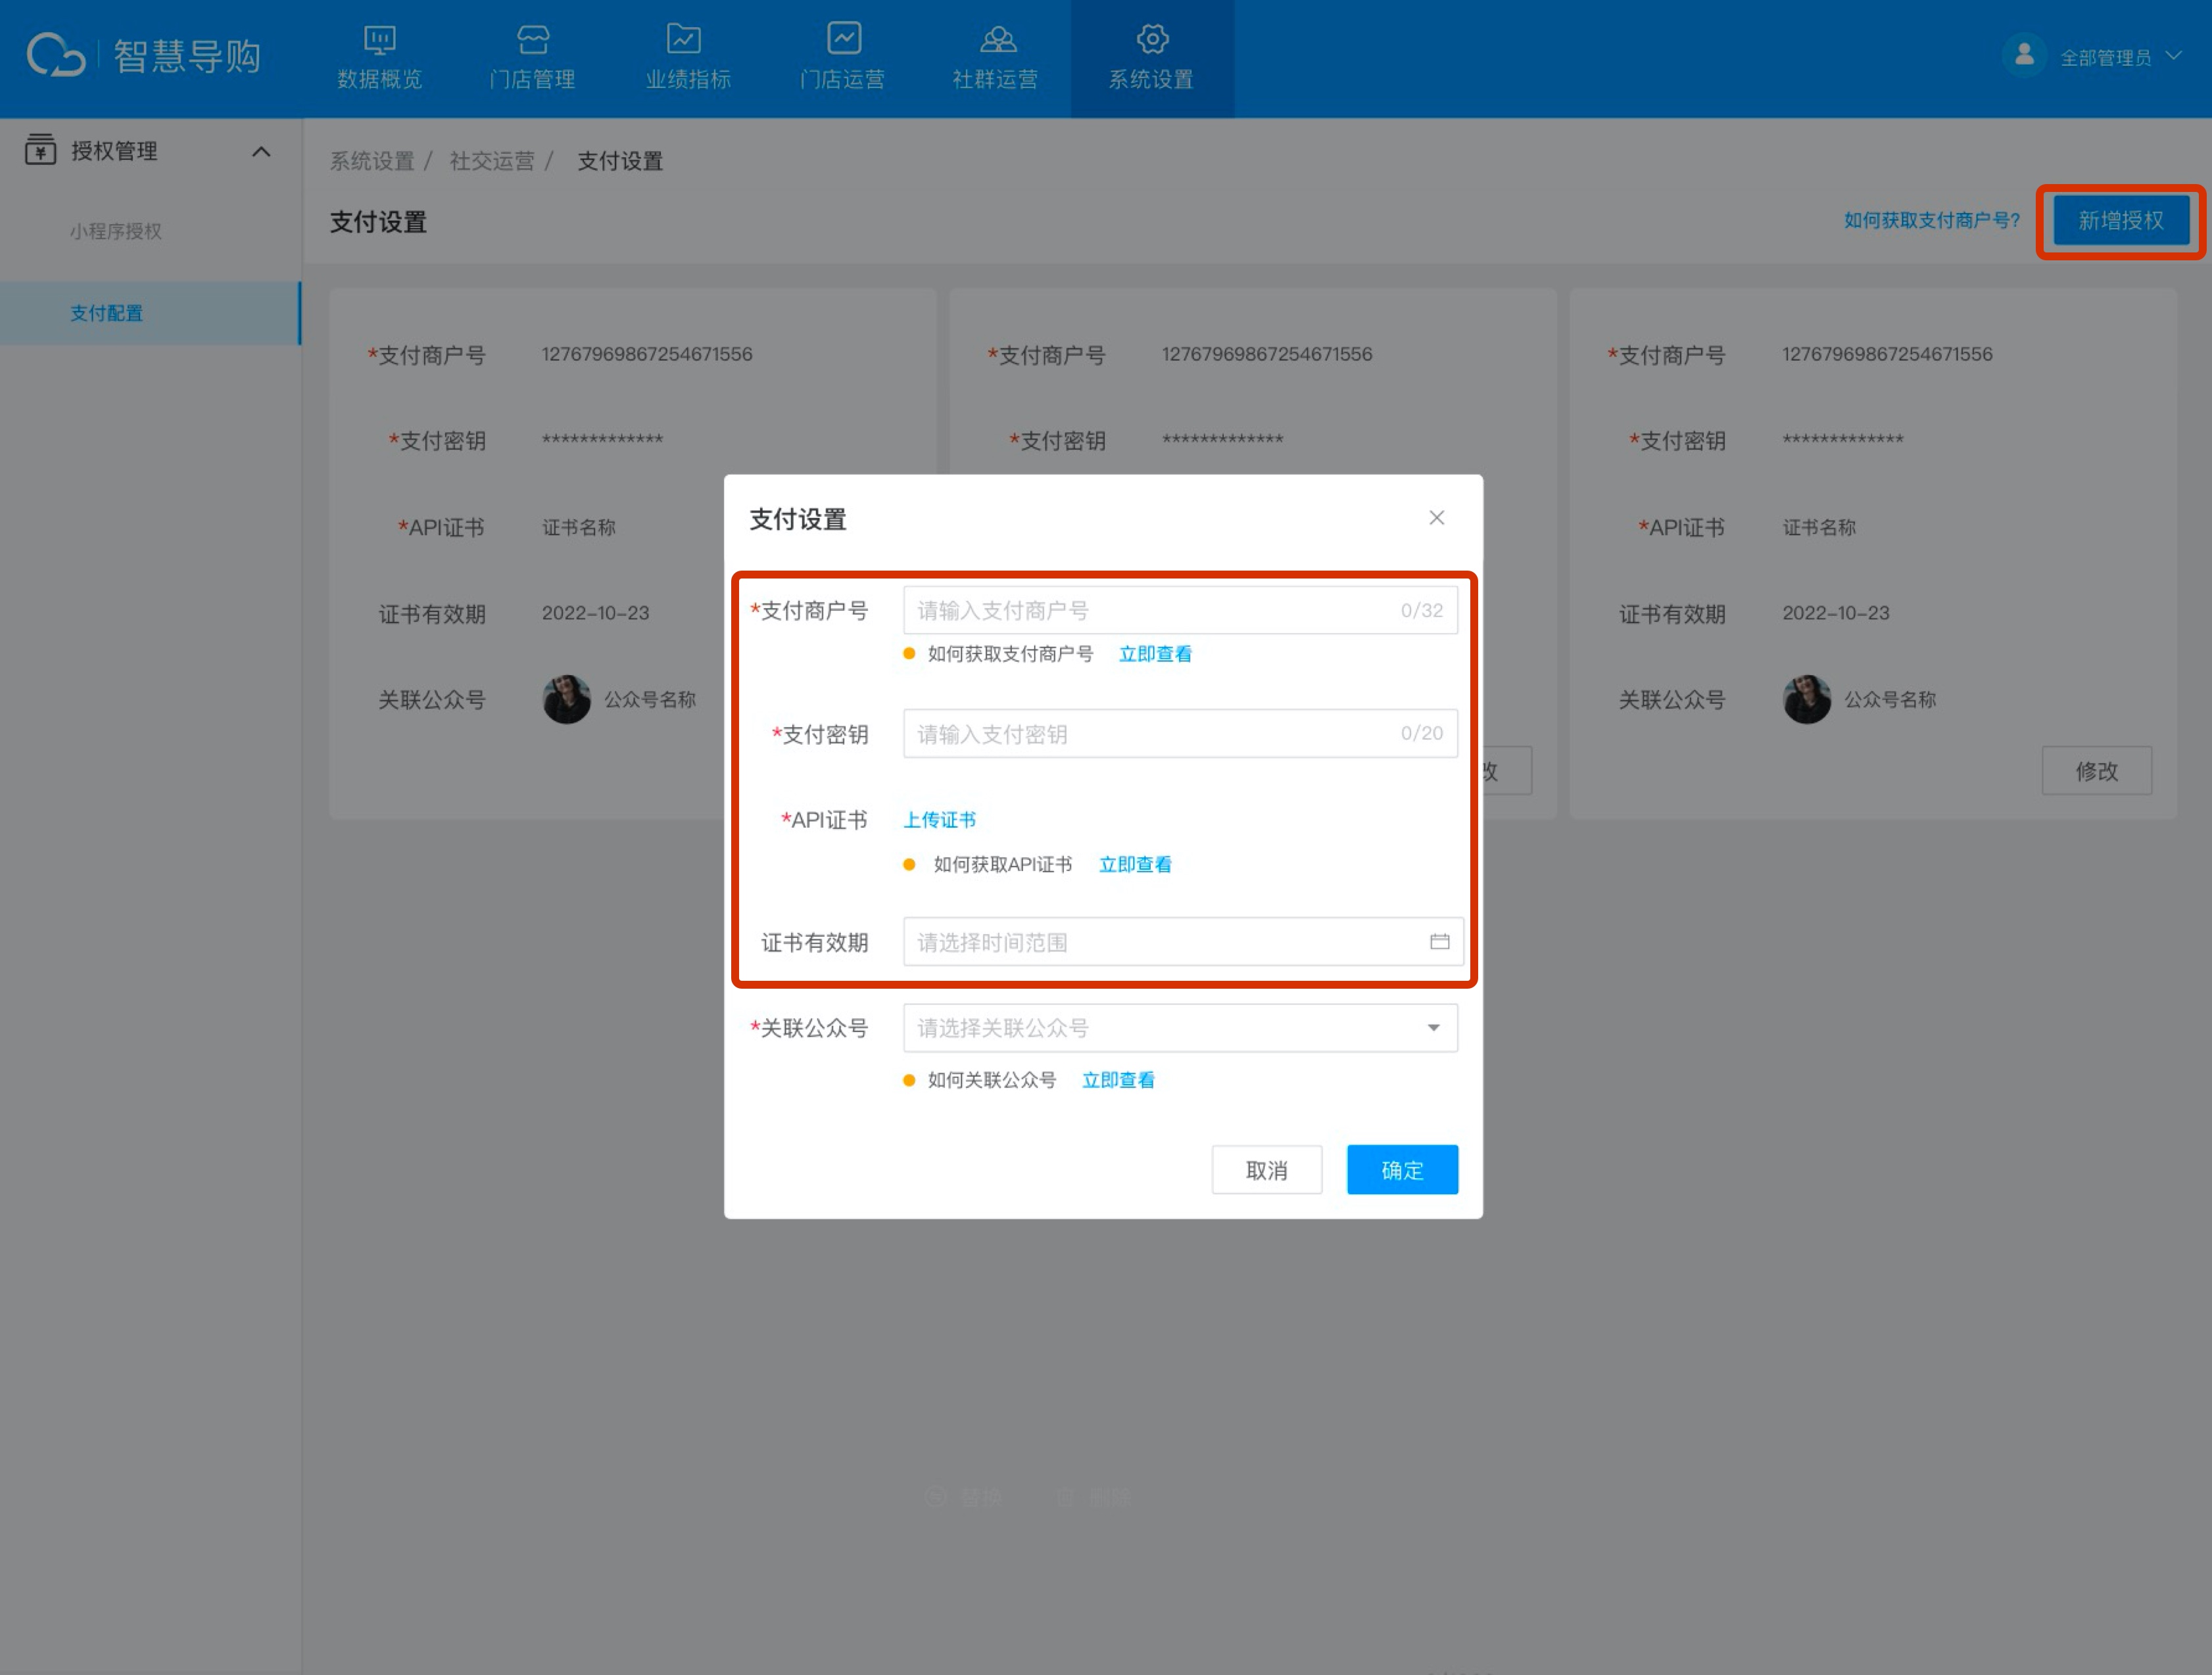 智慧导购
数据概览
门店管理
业绩指标
门店运营
社群运营
系统设置
全部管理员
授权管理
小程序授权
支付配置
系统设置 / 社交运营 / 支付设置
支付设置
如何获取支付商户号?
新增授权
*支付商户号 12767969867254671556
*支付密钥 *************
*API证书 证书名称
证书有效期 2022-10-23
关联公众号 公众号名称
*支付商户号 12767969867254671556
*支付密钥 *************
改
*支付商户号 12767969867254671556
*支付密钥 *************
*API证书 证书名称
证书有效期 2022-10-23
关联公众号 公众号名称
修改
支付设置
*支付商户号 请输入支付商户号 0/32
如何获取支付商户号 立即查看
*支付密钥 请输入支付密钥 0/20
*API证书 上传证书
如何获取API证书 立即查看
证书有效期 请选择时间范围
*关联公众号 请选择关联公众号
如何关联公众号 立即查看
取消 确定
替换 删除